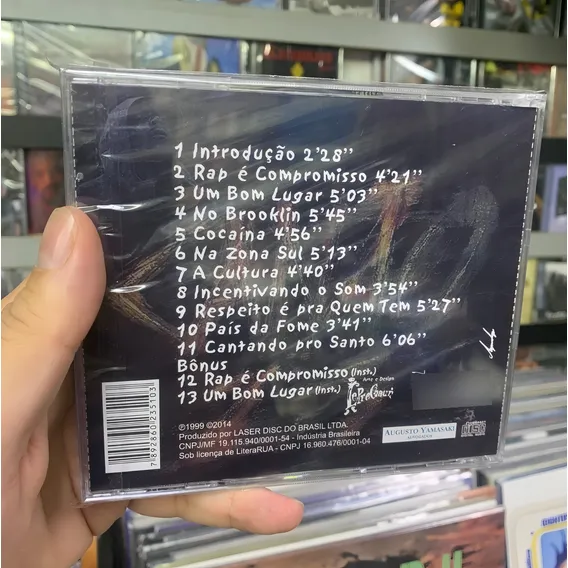 1 Introdução 2'28''
2 Rap é Compromisso 4'21''
3 Um Bom Lugar 5'03''
4 No Brooklin 5'45''
5 Cocaína 4'56''
6 Na Zona Sul 5'13''
7 A Cultura 4'40''
8 Incentivando o Som 3'54''
9 Respeito é pra Quem Tem 5'27''
10 País da Fome 3'41''
11 Cantando pro Santo 6'06''
Bônus
12 Rap é Compromisso (Inst.)
13 Um Bom Lugar (Inst.)
Arte e Design
℗1999 ©2014
Produzido por LASER DISC DO BRASIL LTDA.
CNPJ/MF 19.115.940/0001-54 - Indústria Brasileira
Sob licença de LiteraRUA - CNPJ 16.960.476/0001-04
AUGUSTO YAMASAKI
7892860235103